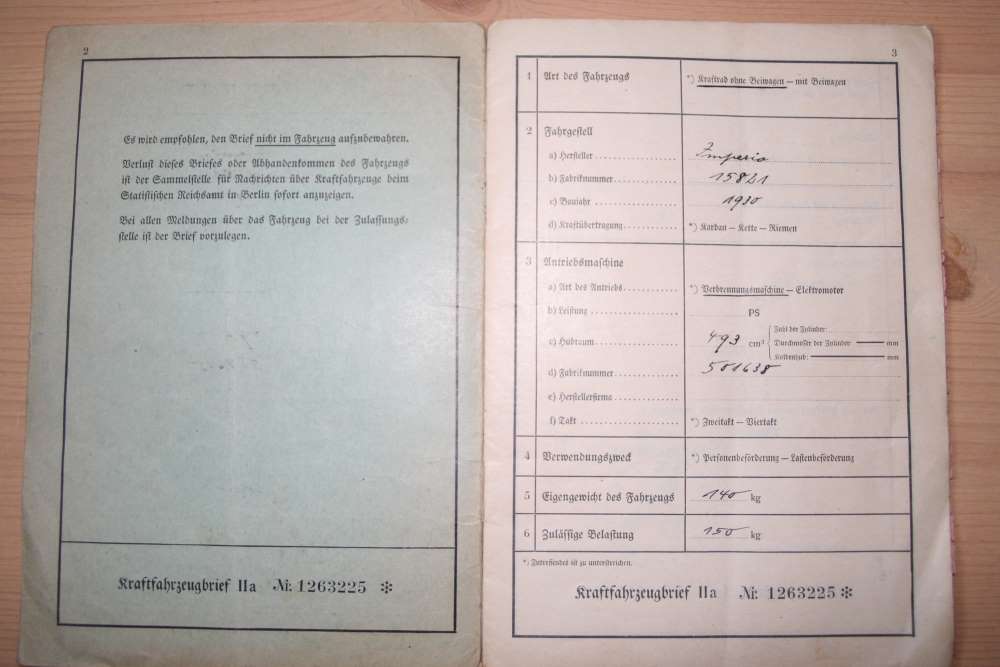 2
Es wird empfohlen, den Brief nicht im Fahrzeug aufzubewahren.
Verlust dieses Briefes oder Abhandenkommen des Fahrzeugs
ist der Sammelstelle für Nachrichten über Kraftfahrzeuge beim
Statistischen Reichsamt in Berlin sofort anzuzeigen.
Bei allen Meldungen über das Fahrzeug bei der Zulassungs-
stelle ist der Brief vorzulegen.
Kraftfahrzeugbrief IIa № 1263225 *
3
1 Art des Fahrzeugs *) Kraftrad ohne Beiwagen – mit Beiwagen
2 Fahrgestell
a) Hersteller Imperia
b) Fabriknummer 15821
c) Baujahr 1930
d) Kraftübertragung *) Kardan – Kette – Riemen
3 Antriebsmaschine
a) Art des Antriebs *) Verbrennungsmaschine – Elektromotor
b) Leistung PS
c) Hubraum 493 cm³ Zahl der Zylinder:
Durchmesser der Zylinder mm
Kolbenhub: mm
d) Fabriknummer 501638
e) Herstellerfirma
f) Takt *) Zweitakt – Viertakt
4 Verwendungszweck *) Personenbeförderung – Lastenbeförderung
5 Eigengewicht des Fahrzeugs 140 kg
6 Zulässige Belastung 150 kg
*) Zutreffendes ist zu unterstreichen.
Kraftfahrzeugbrief IIa № 1263225 *